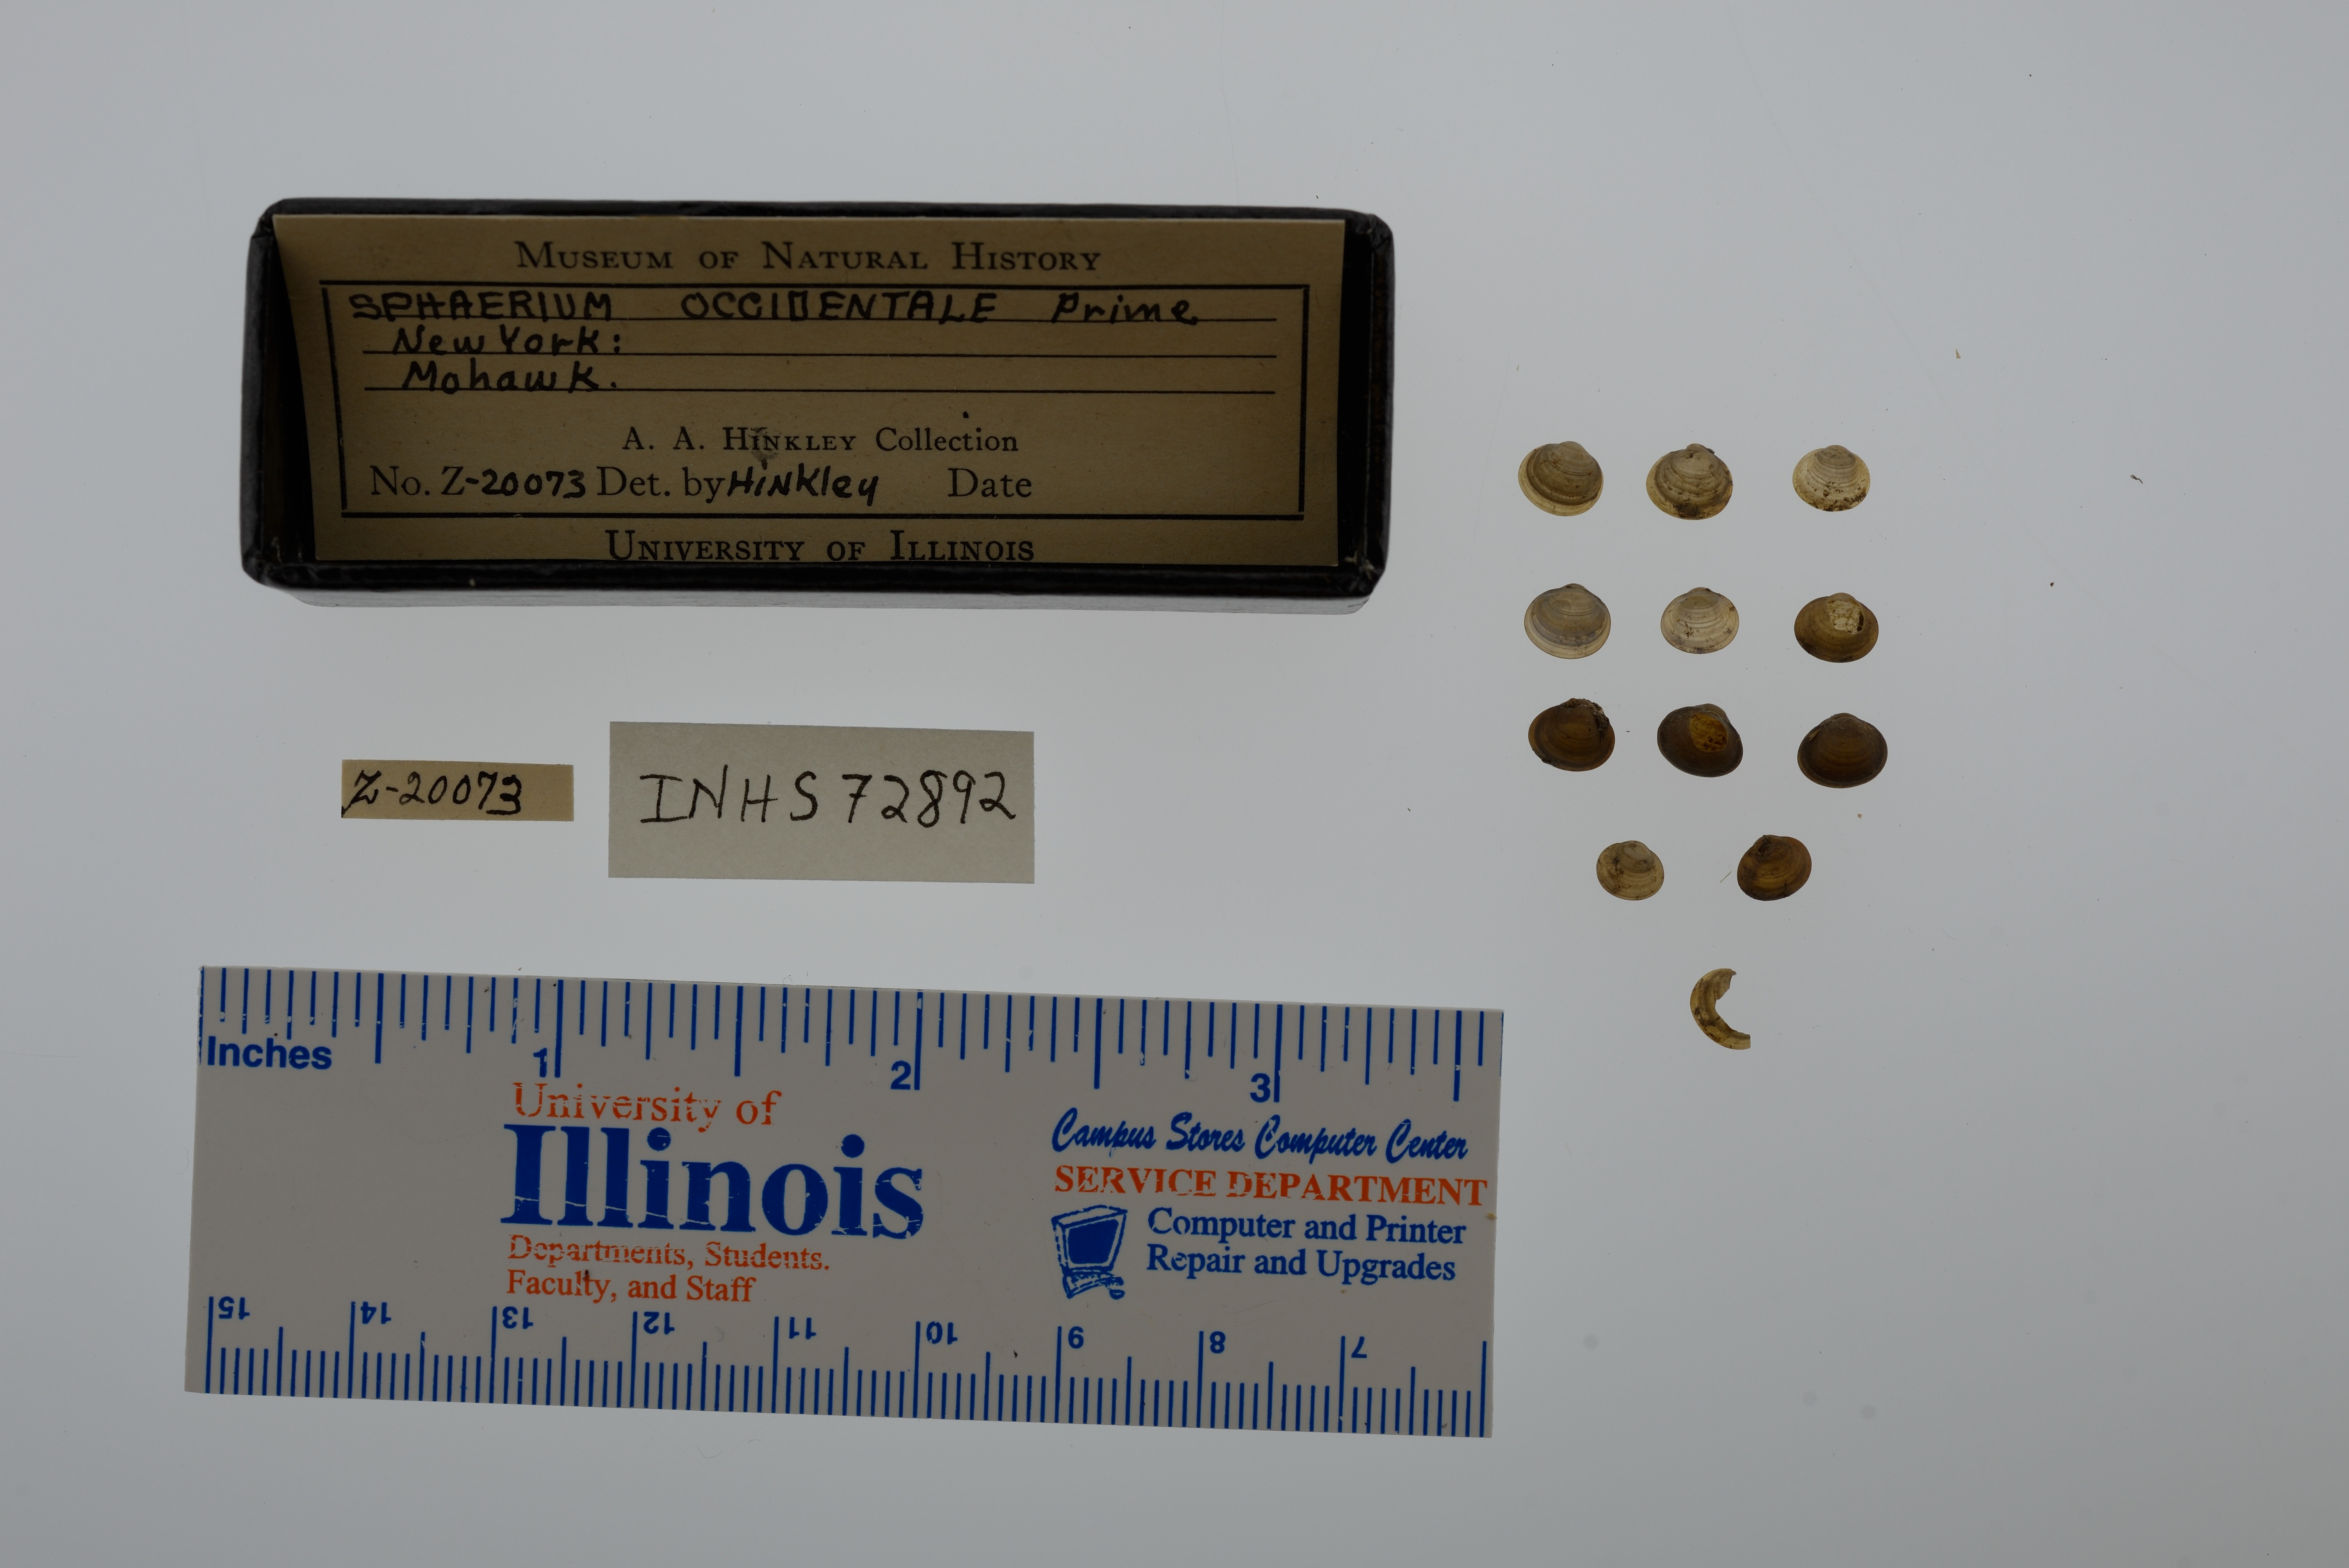 MUSEUM OF NATURAL HISTORY
SPHAERIUM OCCIDENTALE Prime
New York:
Mohawk.
A. A. HINKLEY Collection
No. Z-20073 Det. by Hinkley Date
UNIVERSITY OF ILLINOIS
Z-20073
INHS 72892
Inches 1 2 3
University of
Illinois
Departments, Students.
Faculty, and Staff
Campus Stores Computer Center
SERVICE DEPARTMENT
Computer and Printer
Repair and Upgrades
15 14 13 12 11 10 9 8 7